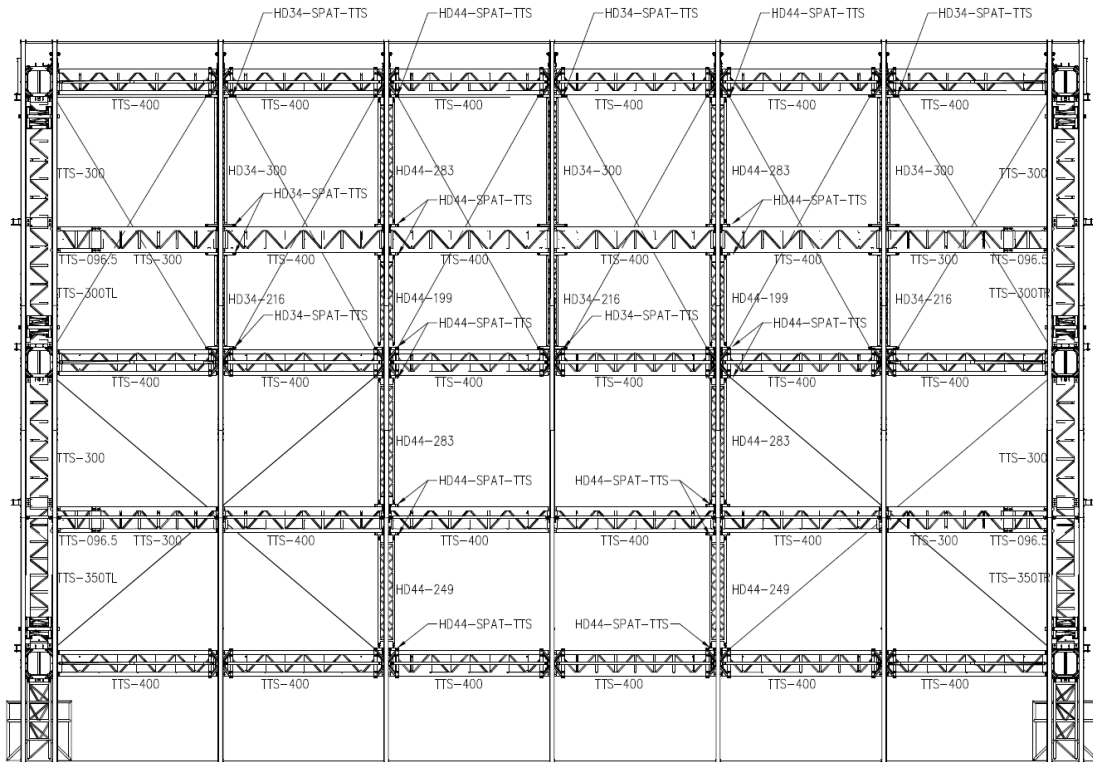 HD34-SPAT-TTS
HD44-SPAT-TTS
HD34-SPAT-TTS
HD44-SPAT-TTS
HD34-SPAT-TTS
TTS-400
TTS-400
TTS-400
TTS-400
TTS-400
TTS-400
TTS-300
HD34-300
HD44-283
HD34-300
HD44-283
HD34-300
TTS-300
HD34-SPAT-TTS
HD44-SPAT-TTS
HD44-SPAT-TTS
TTS-096.5
TTS-300
TTS-400
TTS-400
TTS-400
TTS-400
TTS-300
TTS-096.5
TTS-300TL
HD34-216
HD44-199
HD34-216
HD44-199
HD34-216
TTS-300TR
HD34-SPAT-TTS
HD44-SPAT-TTS
HD34-SPAT-TTS
HD44-SPAT-TTS
TTS-400
TTS-400
TTS-400
TTS-400
TTS-400
TTS-400
TTS-300
HD44-283
HD44-283
TTS-300
HD44-SPAT-TTS
HD44-SPAT-TTS
TTS-096.5
TTS-300
TTS-400
TTS-400
TTS-400
TTS-400
TTS-300
TTS-096.5
TTS-350TL
HD44-249
HD44-249
TTS-350TR
HD44-SPAT-TTS
HD44-SPAT-TTS
TTS-400
TTS-400
TTS-400
TTS-400
TTS-400
TTS-400